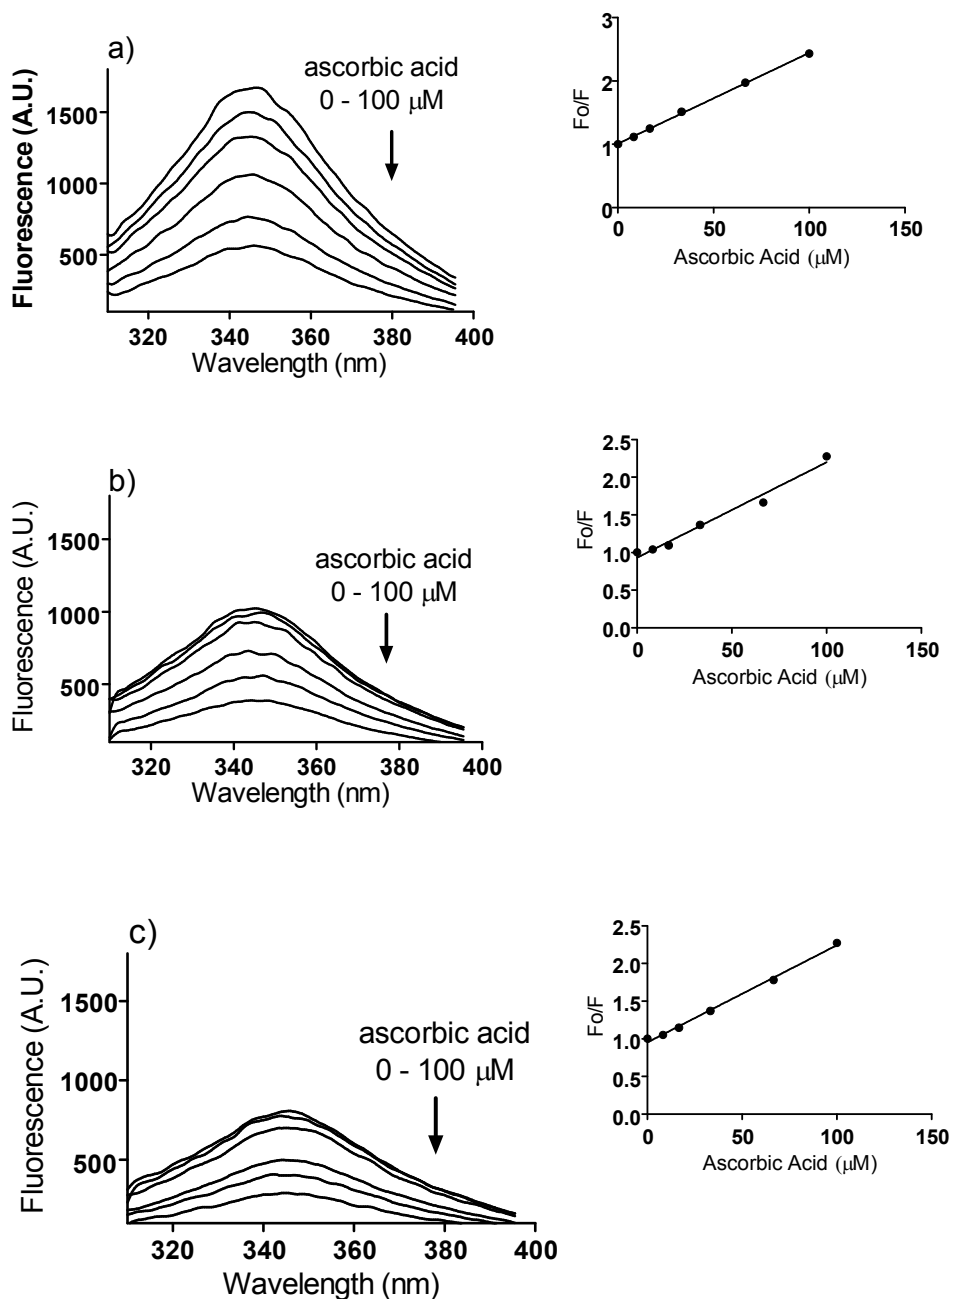 a)
ascorbic acid
0 - 100 μM
Fluorescence (A.U.)
1500
1000
500
320 340 360 380 400
Wavelength (nm)
Fo/F
3
2
1
0
0 50 100 150
Ascorbic Acid (μM)
b)
ascorbic acid
0 - 100 μM
Fluorescence (A.U.)
1500
1000
500
320 340 360 380 400
Wavelength (nm)
Fo/F
2.5
2.0
1.5
1.0
0.5
0.0
0 50 100 150
Ascorbic Acid (μM)
c)
ascorbic acid
0 - 100 μM
Fluorescence (A.U.)
1500
1000
500
320 340 360 380 400
Wavelength (nm)
Fo/F
2.5
2.0
1.5
1.0
0.5
0.0
0 50 100 150
Ascorbic Acid (μM)